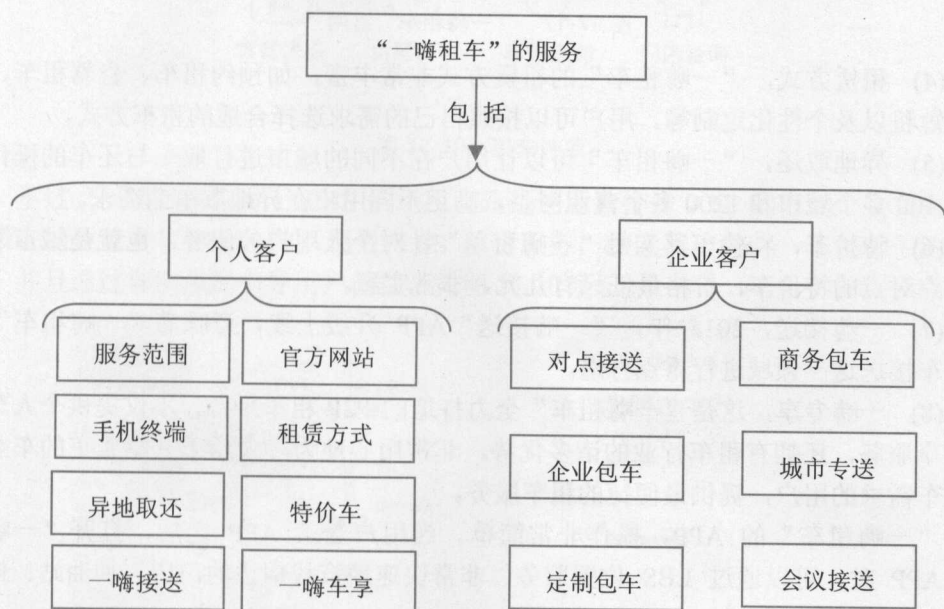 “一嗨租车”的服务
包 括
个人客户
企业客户
服务范围
官方网站
对点接送
商务包车
手机终端
租赁方式
企业包车
城市专送
异地取还
特价车
一嗨接送
一嗨车享
定制包车
会议接送